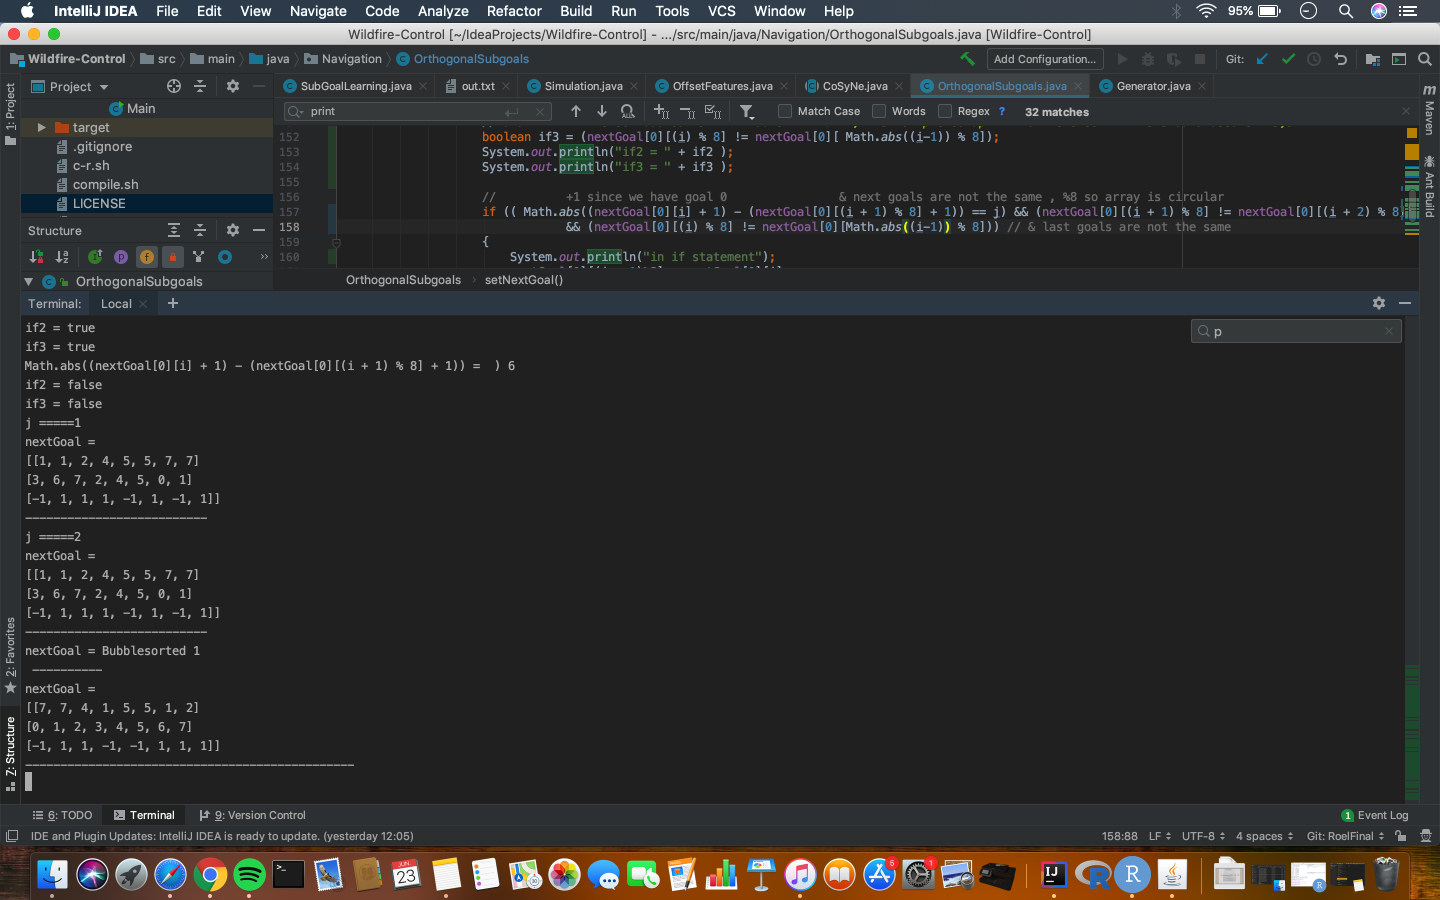 IntelliJ IDEA File Edit View Navigate Code Analyze Refactor Build Run Tools VCS Window Help 95%
Wildfire-Control [~/IdeaProjects/Wildfire-Control] - .../src/main/java/Navigation/OrthogonalSubgoals.java [Wildfire-Control]
Wildfire-Control src main java Navigation OrthogonalSubgoals Add Configuration... Git:
Project SubGoalLearning.java out.txt Simulation.java OffsetFeatures.java CoSyNe.java OrthogonalSubgoals.java Generator.java
1: Project
Main
target
.gitignore
c-r.sh
compile.sh
LICENSE
print Match Case Words Regex ? 32 matches
152 boolean if3 = (nextGoal[0][(i) % 8] != nextGoal[0][ Math.abs((i-1)) % 8]);
153 System.out.println("if2 = " + if2 );
154 System.out.println("if3 = " + if3 );
155
156 // +1 since we have goal 0 & next goals are not the same , %8 so array is circular
157 if (( Math.abs((nextGoal[0][i] + 1) - (nextGoal[0][(i + 1) % 8] + 1)) == j) && (nextGoal[0][(i + 1) % 8] != nextGoal[0][(i + 2) % 8]
158 && (nextGoal[0][(i) % 8] != nextGoal[0][Math.abs((i-1)) % 8])) // & last goals are not the same
159 {
160 System.out.println("in if statement");
Structure
OrthogonalSubgoals
OrthogonalSubgoals setNextGoal()
Maven
Ant Build
Terminal: Local +
p
if2 = true
if3 = true
Math.abs((nextGoal[0][i] + 1) - (nextGoal[0][(i + 1) % 8] + 1)) =  ) 6
if2 = false
if3 = false
j =====1
nextGoal =
[[1, 1, 2, 4, 5, 5, 7, 7]
[3, 6, 7, 2, 4, 5, 0, 1]
[-1, 1, 1, 1, -1, 1, -1, 1]]
--------------------------
j =====2
nextGoal =
[[1, 1, 2, 4, 5, 5, 7, 7]
[3, 6, 7, 2, 4, 5, 0, 1]
[-1, 1, 1, 1, -1, 1, -1, 1]]
--------------------------
nextGoal = Bubblesorted 1
----------
nextGoal =
[[7, 7, 4, 1, 5, 5, 1, 2]
[0, 1, 2, 3, 4, 5, 6, 7]
[-1, 1, 1, -1, -1, 1, 1, 1]]
-----------------------------------------------
2: Favorites
Z: Structure
6: TODO Terminal 9: Version Control 1 Event Log
IDE and Plugin Updates: IntelliJ IDEA is ready to update. (yesterday 12:05) 158:88 LF UTF-8 4 spaces Git: RoelFinal
JUN
23
6
1
IJ
R
R
R